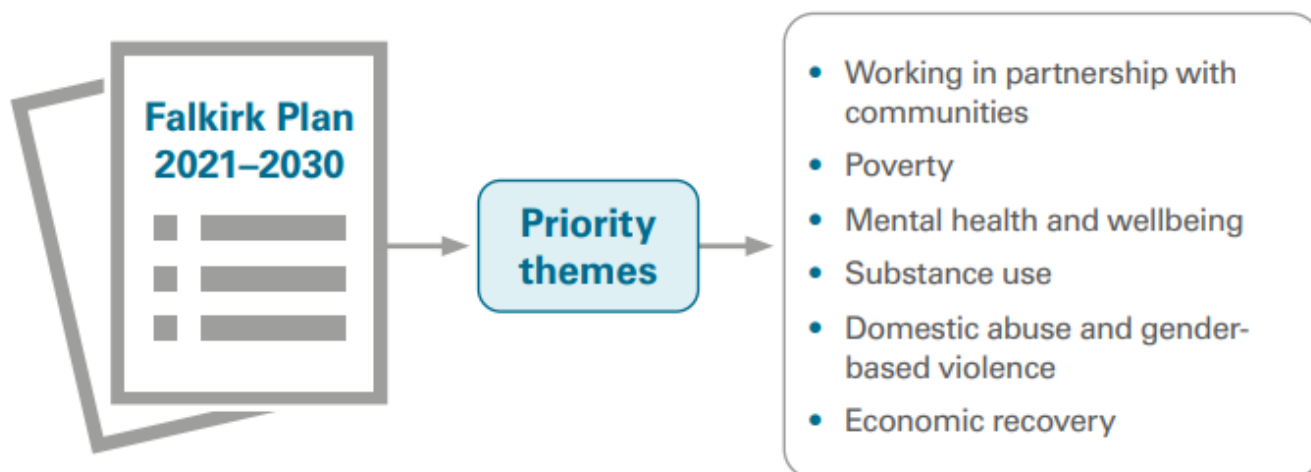 Falkirk Plan
2021–2030
Priority
themes
• Working in partnership with
communities
• Poverty
• Mental health and wellbeing
• Substance use
• Domestic abuse and gender-
based violence
• Economic recovery